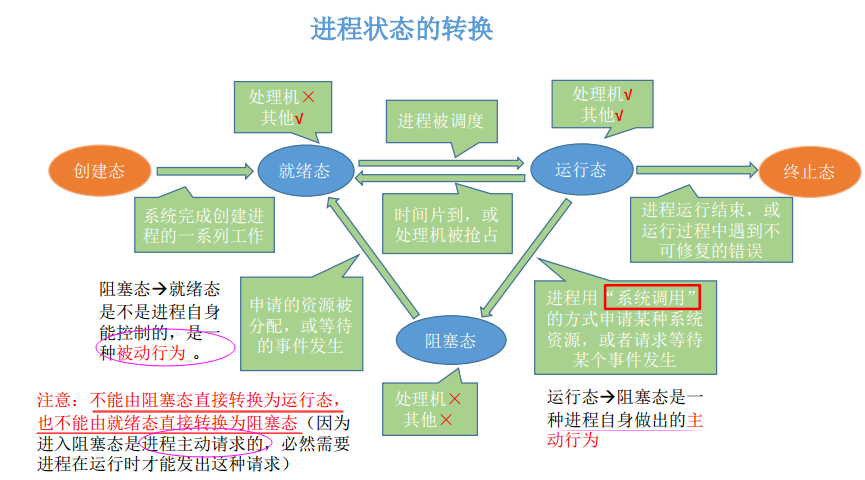 进程状态的转换
处理机×
其他√
进程被调度
处理机√
其他√
创建态
就绪态
运行态
终止态
系统完成创建进
程的一系列工作
时间片到，或
处理机被抢占
进程运行结束，或
运行过程中遇到不
可修复的错误
阻塞态→就绪态
是不是进程自身
能控制的，是一
种被动行为 。
申请的资源被
分配，或等待
的事件发生
阻塞态
进程用“系统调用”
的方式申请某种系统
资源，或者请求等待
某个事件发生
处理机×
其他×
运行态→阻塞态是一
种进程自身做出的主
动行为
注意：不能由阻塞态直接转换为运行态，
也不能由就绪态直接转换为阻塞态（因为
进入阻塞态是进程主动请求的，必然需要
进程在运行时才能发出这种请求）